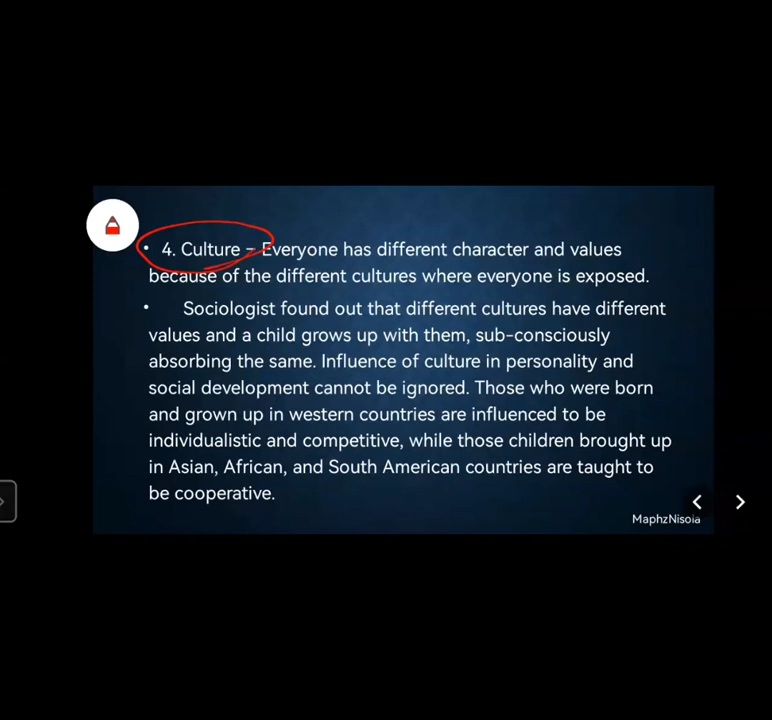 • 4. Culture – Everyone has different character and values
because of the different cultures where everyone is exposed.
• Sociologist found out that different cultures have different
values and a child grows up with them, sub-consciously
absorbing the same. Influence of culture in personality and
social development cannot be ignored. Those who were born
and grown up in western countries are influenced to be
individualistic and competitive, while those children brought up
in Asian, African, and South American countries are taught to
be cooperative.
MaphzNisola